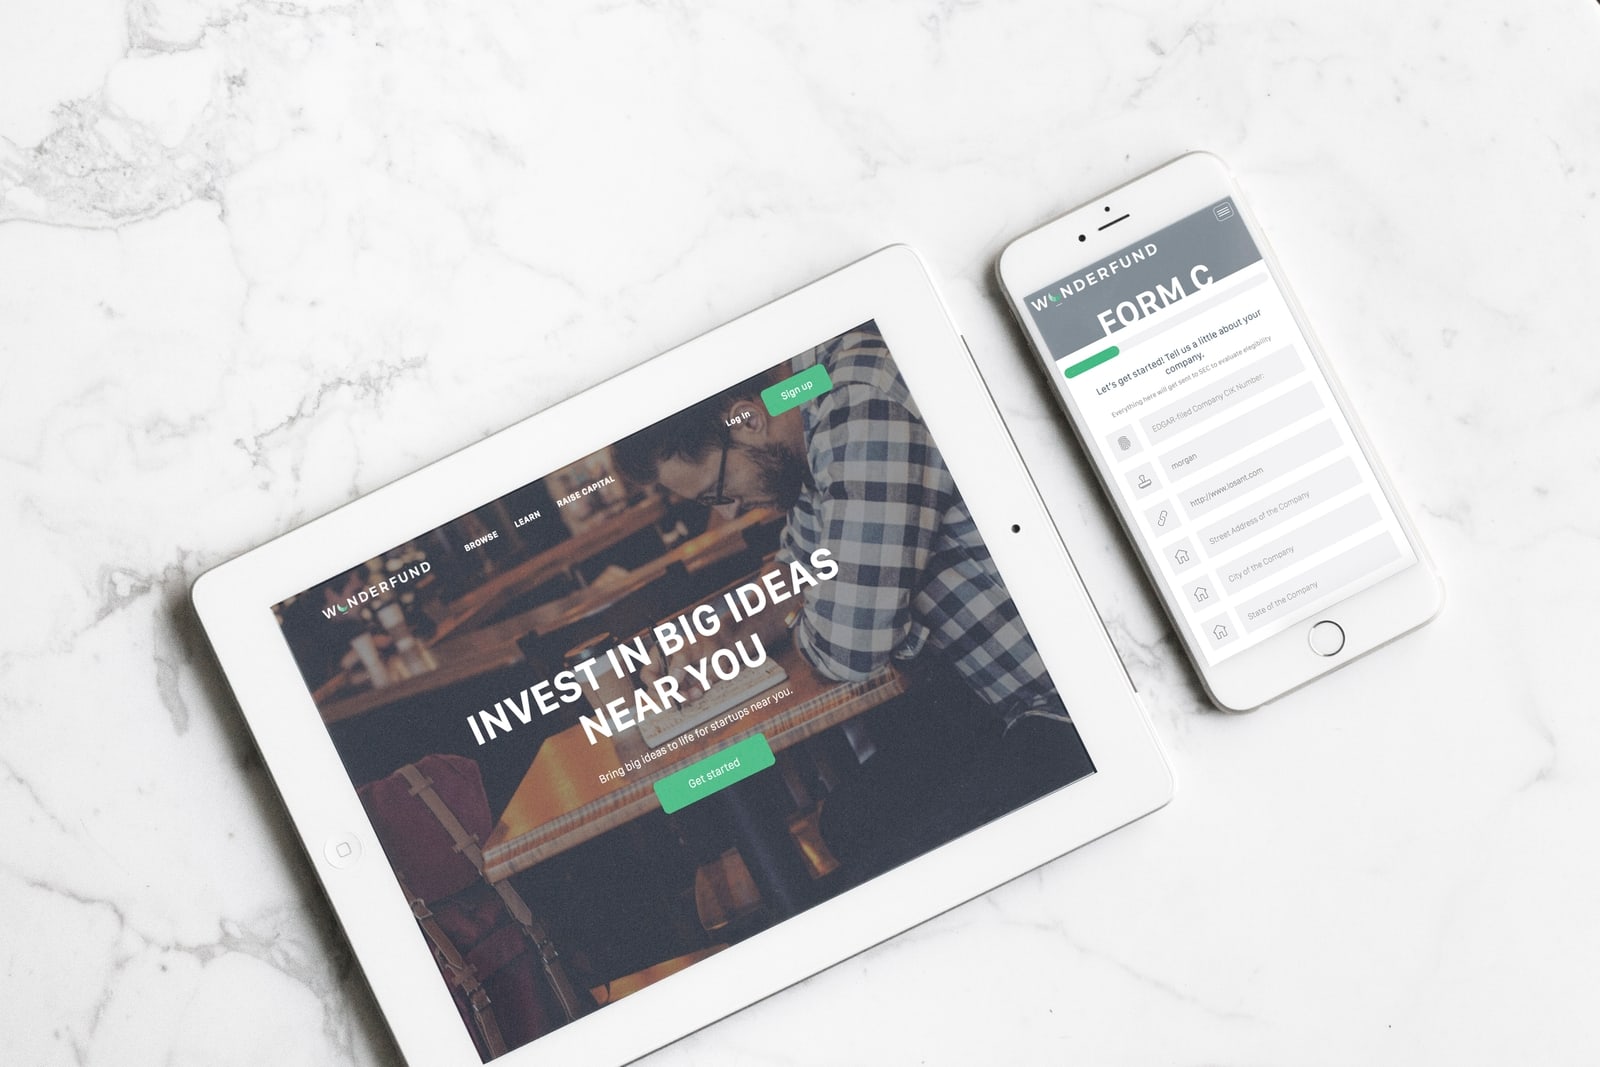 WONDERFUND
BROWSE
LEARN
RAISE CAPITAL
Log in
Sign up
INVEST IN BIG IDEAS
NEAR YOU
Bring big ideas to life for startups near you.
Get started
WONDERFUND
FORM C
Let's get started! Tell us a little about your
company.
Everything here will get sent to SEC to evaluate elegibility
EDGAR-filed Company CIK Number:
morgan
http://www.losant.com
Street Address of the Company
City of the Company
State of the Company